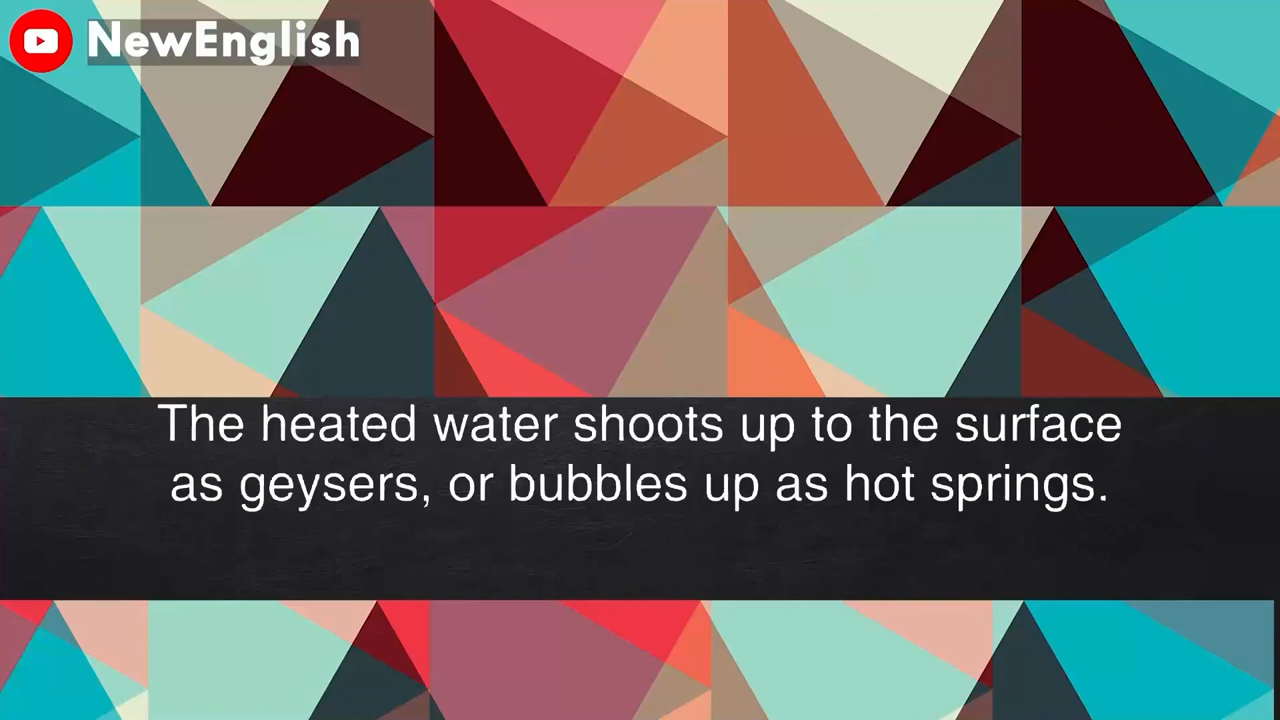 NewEnglish
The heated water shoots up to the surface
as geysers, or bubbles up as hot springs.